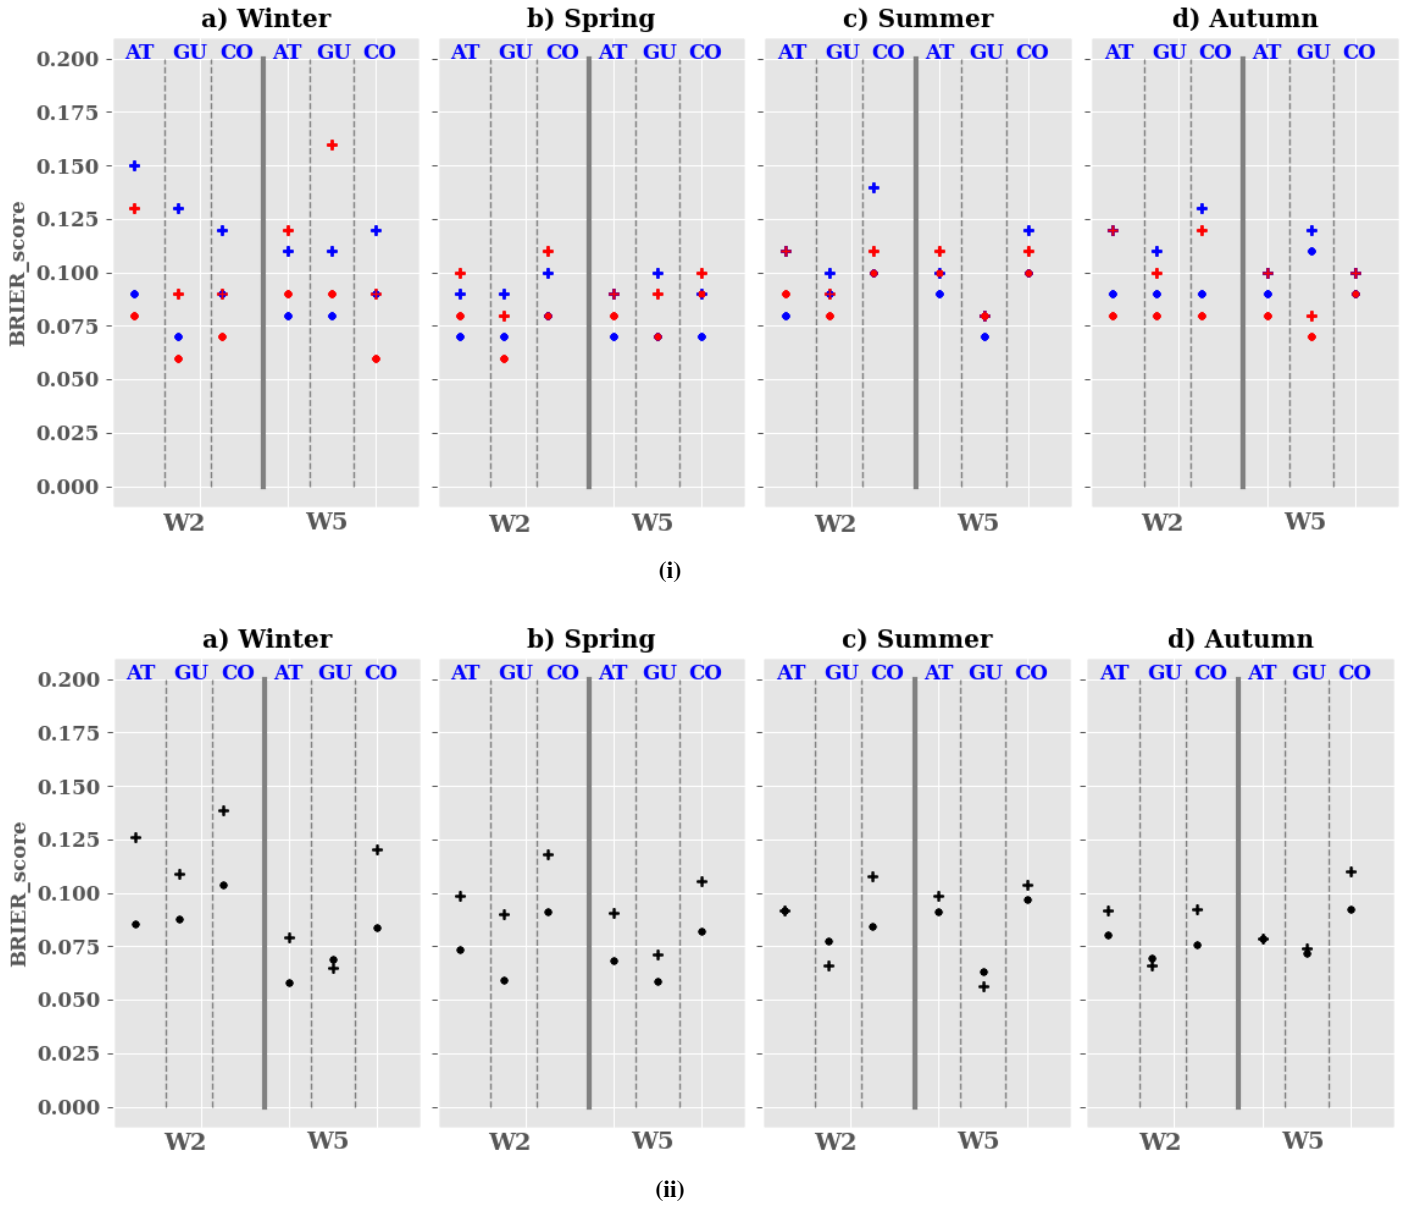 a) Winter b) Spring c) Summer d) Autumn
AT GU CO AT GU CO AT GU CO AT GU CO AT GU CO AT GU CO AT GU CO AT GU CO
0.200
0.175
0.150
0.125
0.100
0.075
0.050
0.025
0.000
BRIER_score
W2 W5 W2 W5 W2 W5 W2 W5
(i)
a) Winter b) Spring c) Summer d) Autumn
AT GU CO AT GU CO AT GU CO AT GU CO AT GU CO AT GU CO AT GU CO AT GU CO
0.200
0.175
0.150
0.125
0.100
0.075
0.050
0.025
0.000
BRIER_score
W2 W5 W2 W5 W2 W5 W2 W5
(ii)